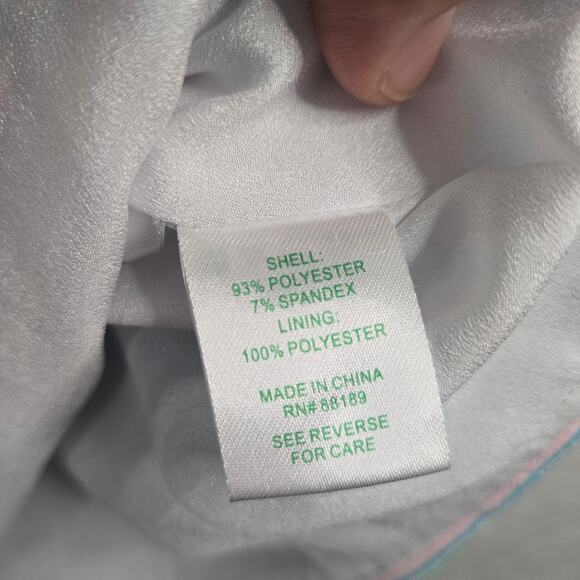 SHELL:
93% POLYESTER
7% SPANDEX
LINING:
100% POLYESTER
MADE IN CHINA
RN# 88189
SEE REVERSE
FOR CARE